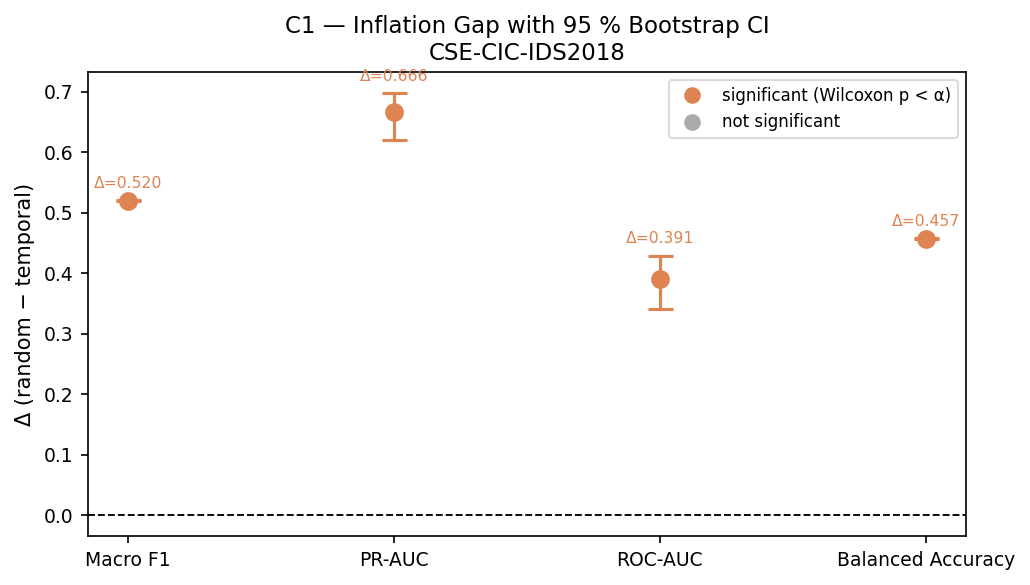 C1 — Inflation Gap with 95 % Bootstrap CI
CSE-CIC-IDS2018
Δ (random − temporal)
0.7
0.6
0.5
0.4
0.3
0.2
0.1
0.0
Δ=0.520
Δ=0.666
Δ=0.391
Δ=0.457
significant (Wilcoxon p < α)
not significant
Macro F1
PR-AUC
ROC-AUC
Balanced Accuracy